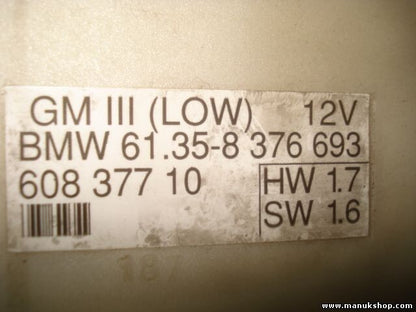 GM III (LOW) 12V
BMW 61.35-8 376 693
608 377 10
HW 1.7
SW 1.6
www.manukshop.com